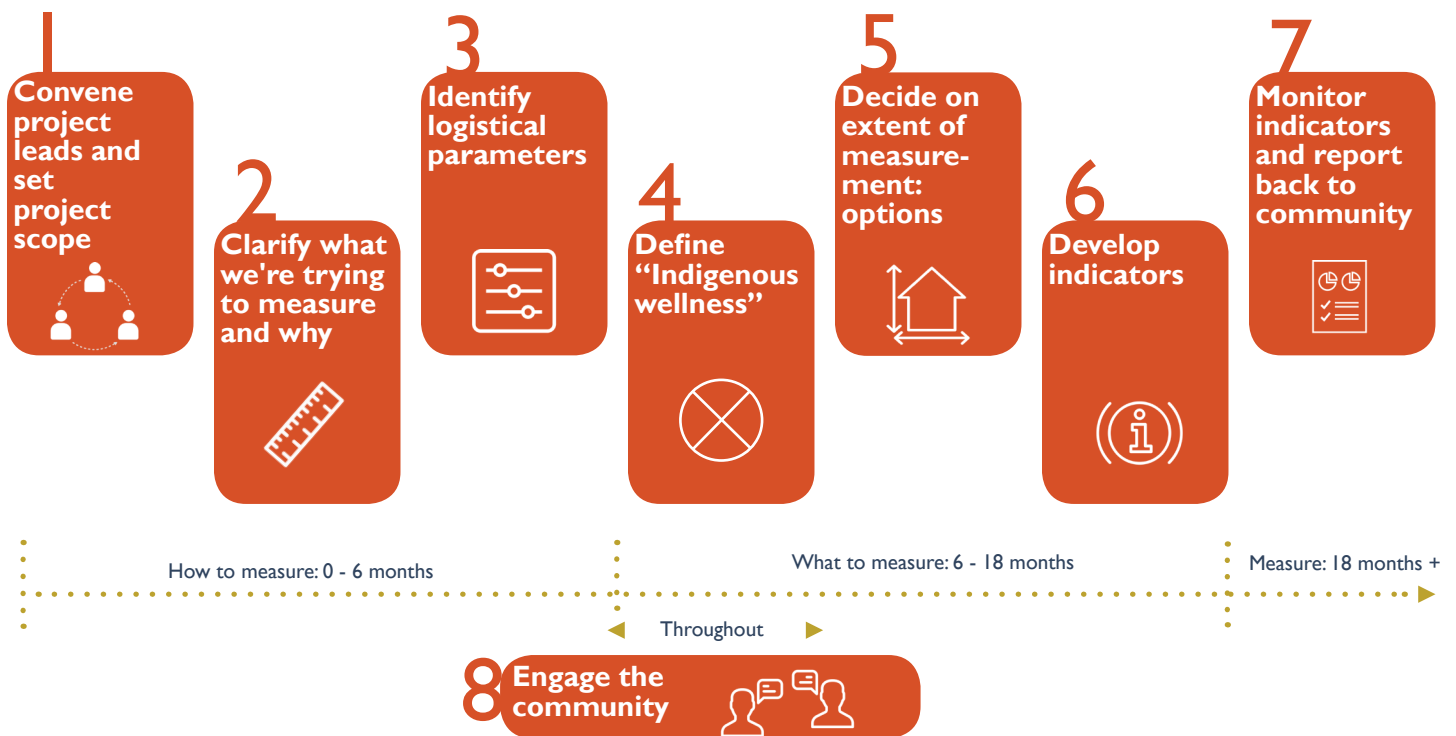 1
Convene
project
leads and
set
project
scope
2
Clarify what
we're trying
to measure
and why
3
Identify
logistical
parameters
4
Define
“Indigenous
wellness”
5
Decide on
extent of
measure-
ment:
options
6
Develop
indicators
7
Monitor
indicators
and report
back to
community
How to measure: 0 - 6 months
What to measure: 6 - 18 months
Measure: 18 months +
Throughout
8
Engage the
community